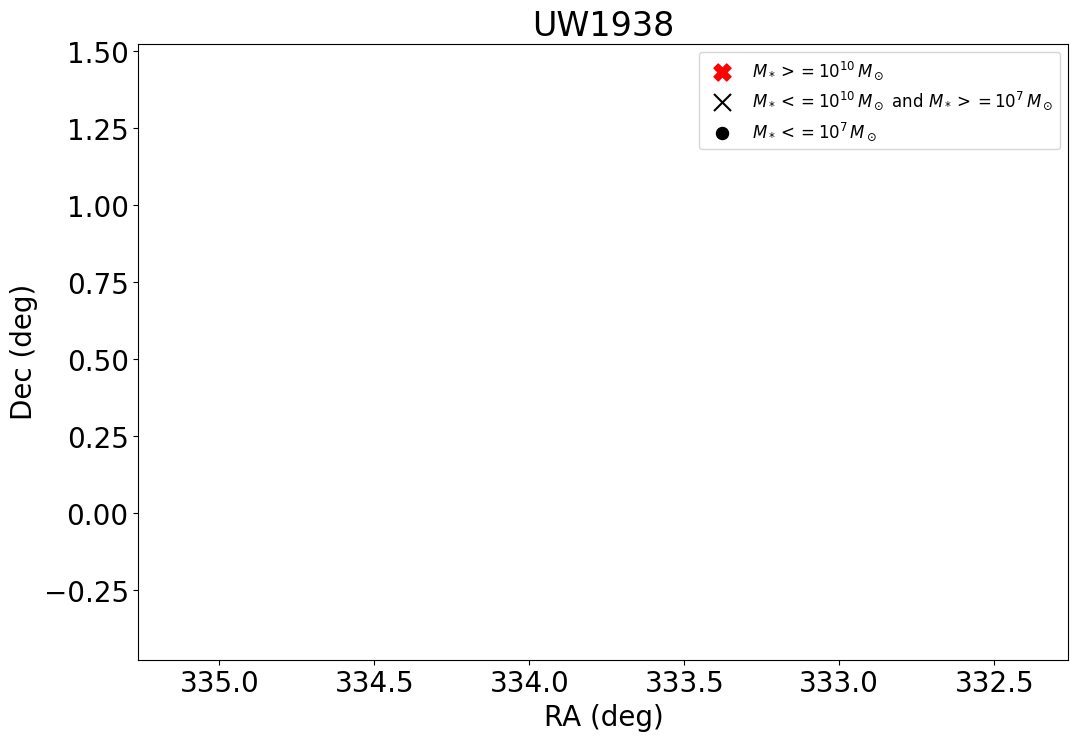 UW1938
1.50
1.25
1.00
0.75
0.50
0.25
0.00
−0.25
Dec (deg)
M* >= 10^10 M⊙
M* <= 10^10 M⊙ and M* >= 10^7 M⊙
M* <= 10^7 M⊙
335.0 334.5 334.0 333.5 333.0 332.5
RA (deg)